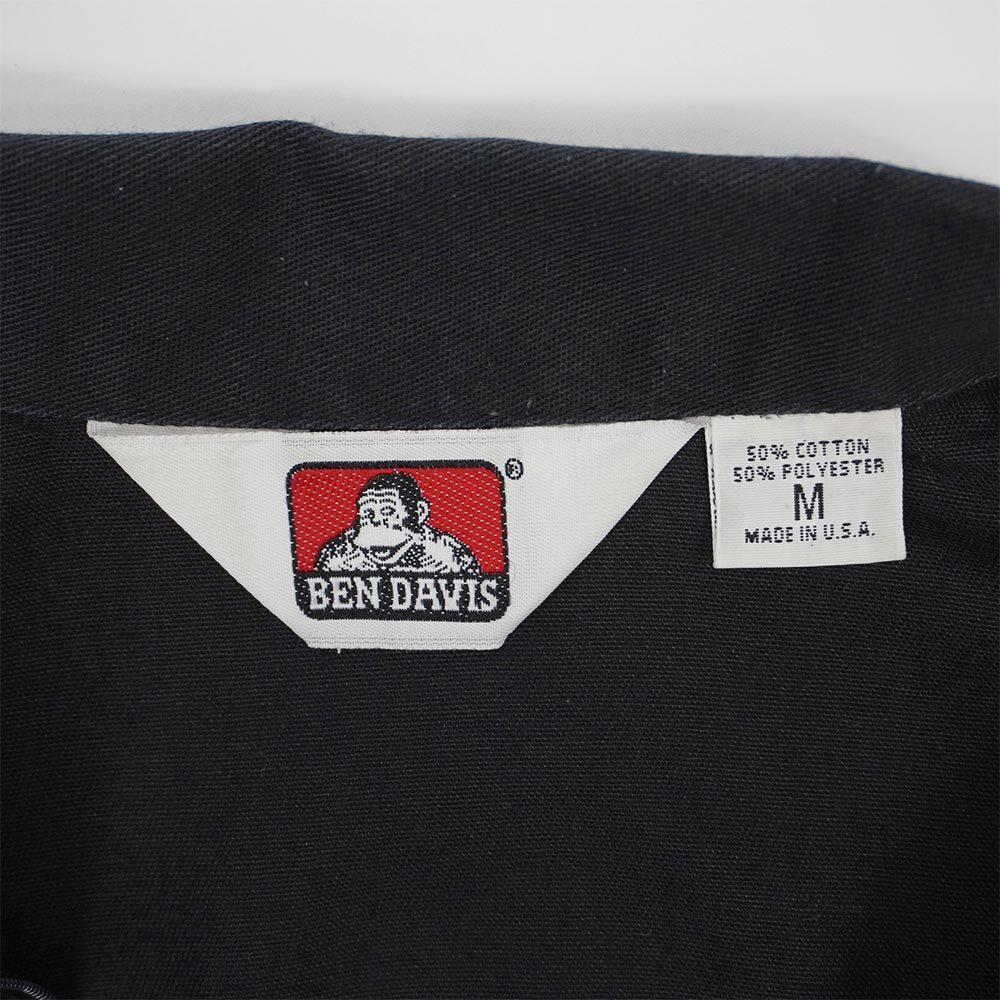 ®
BEN DAVIS
50% COTTON
50% POLYESTER
M
MADE IN U.S.A.